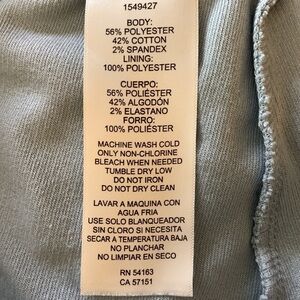 1549427
BODY:
56% POLYESTER
42% COTTON
2% SPANDEX
LINING:
100% POLYESTER
CUERPO:
56% POLIÉSTER
42% ALGODÓN
2% ELASTANO
FORRO:
100% POLIÉSTER
MACHINE WASH COLD
ONLY NON-CHLORINE
BLEACH WHEN NEEDED
TUMBLE DRY LOW
DO NOT IRON
DO NOT DRY CLEAN
LAVAR A MAQUINA CON
AGUA FRIA
USE SOLO BLANQUEADOR
SIN CLORO SI NECESITA
SECAR A TEMPERATURA BAJA
NO PLANCHAR
NO LIMPIAR EN SECO
RN 54163
CA 57151